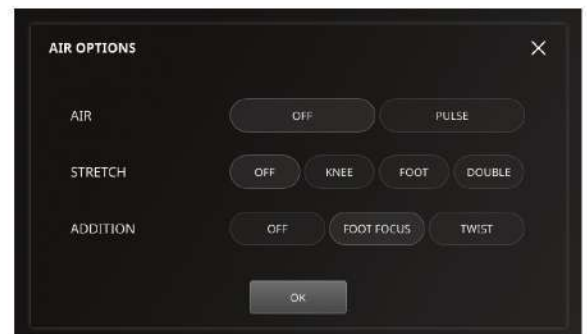 AIR OPTIONS
AIR OFF PULSE
STRETCH OFF KNEE FOOT DOUBLE
ADDITION OFF FOOT FOCUS TWIST
OK